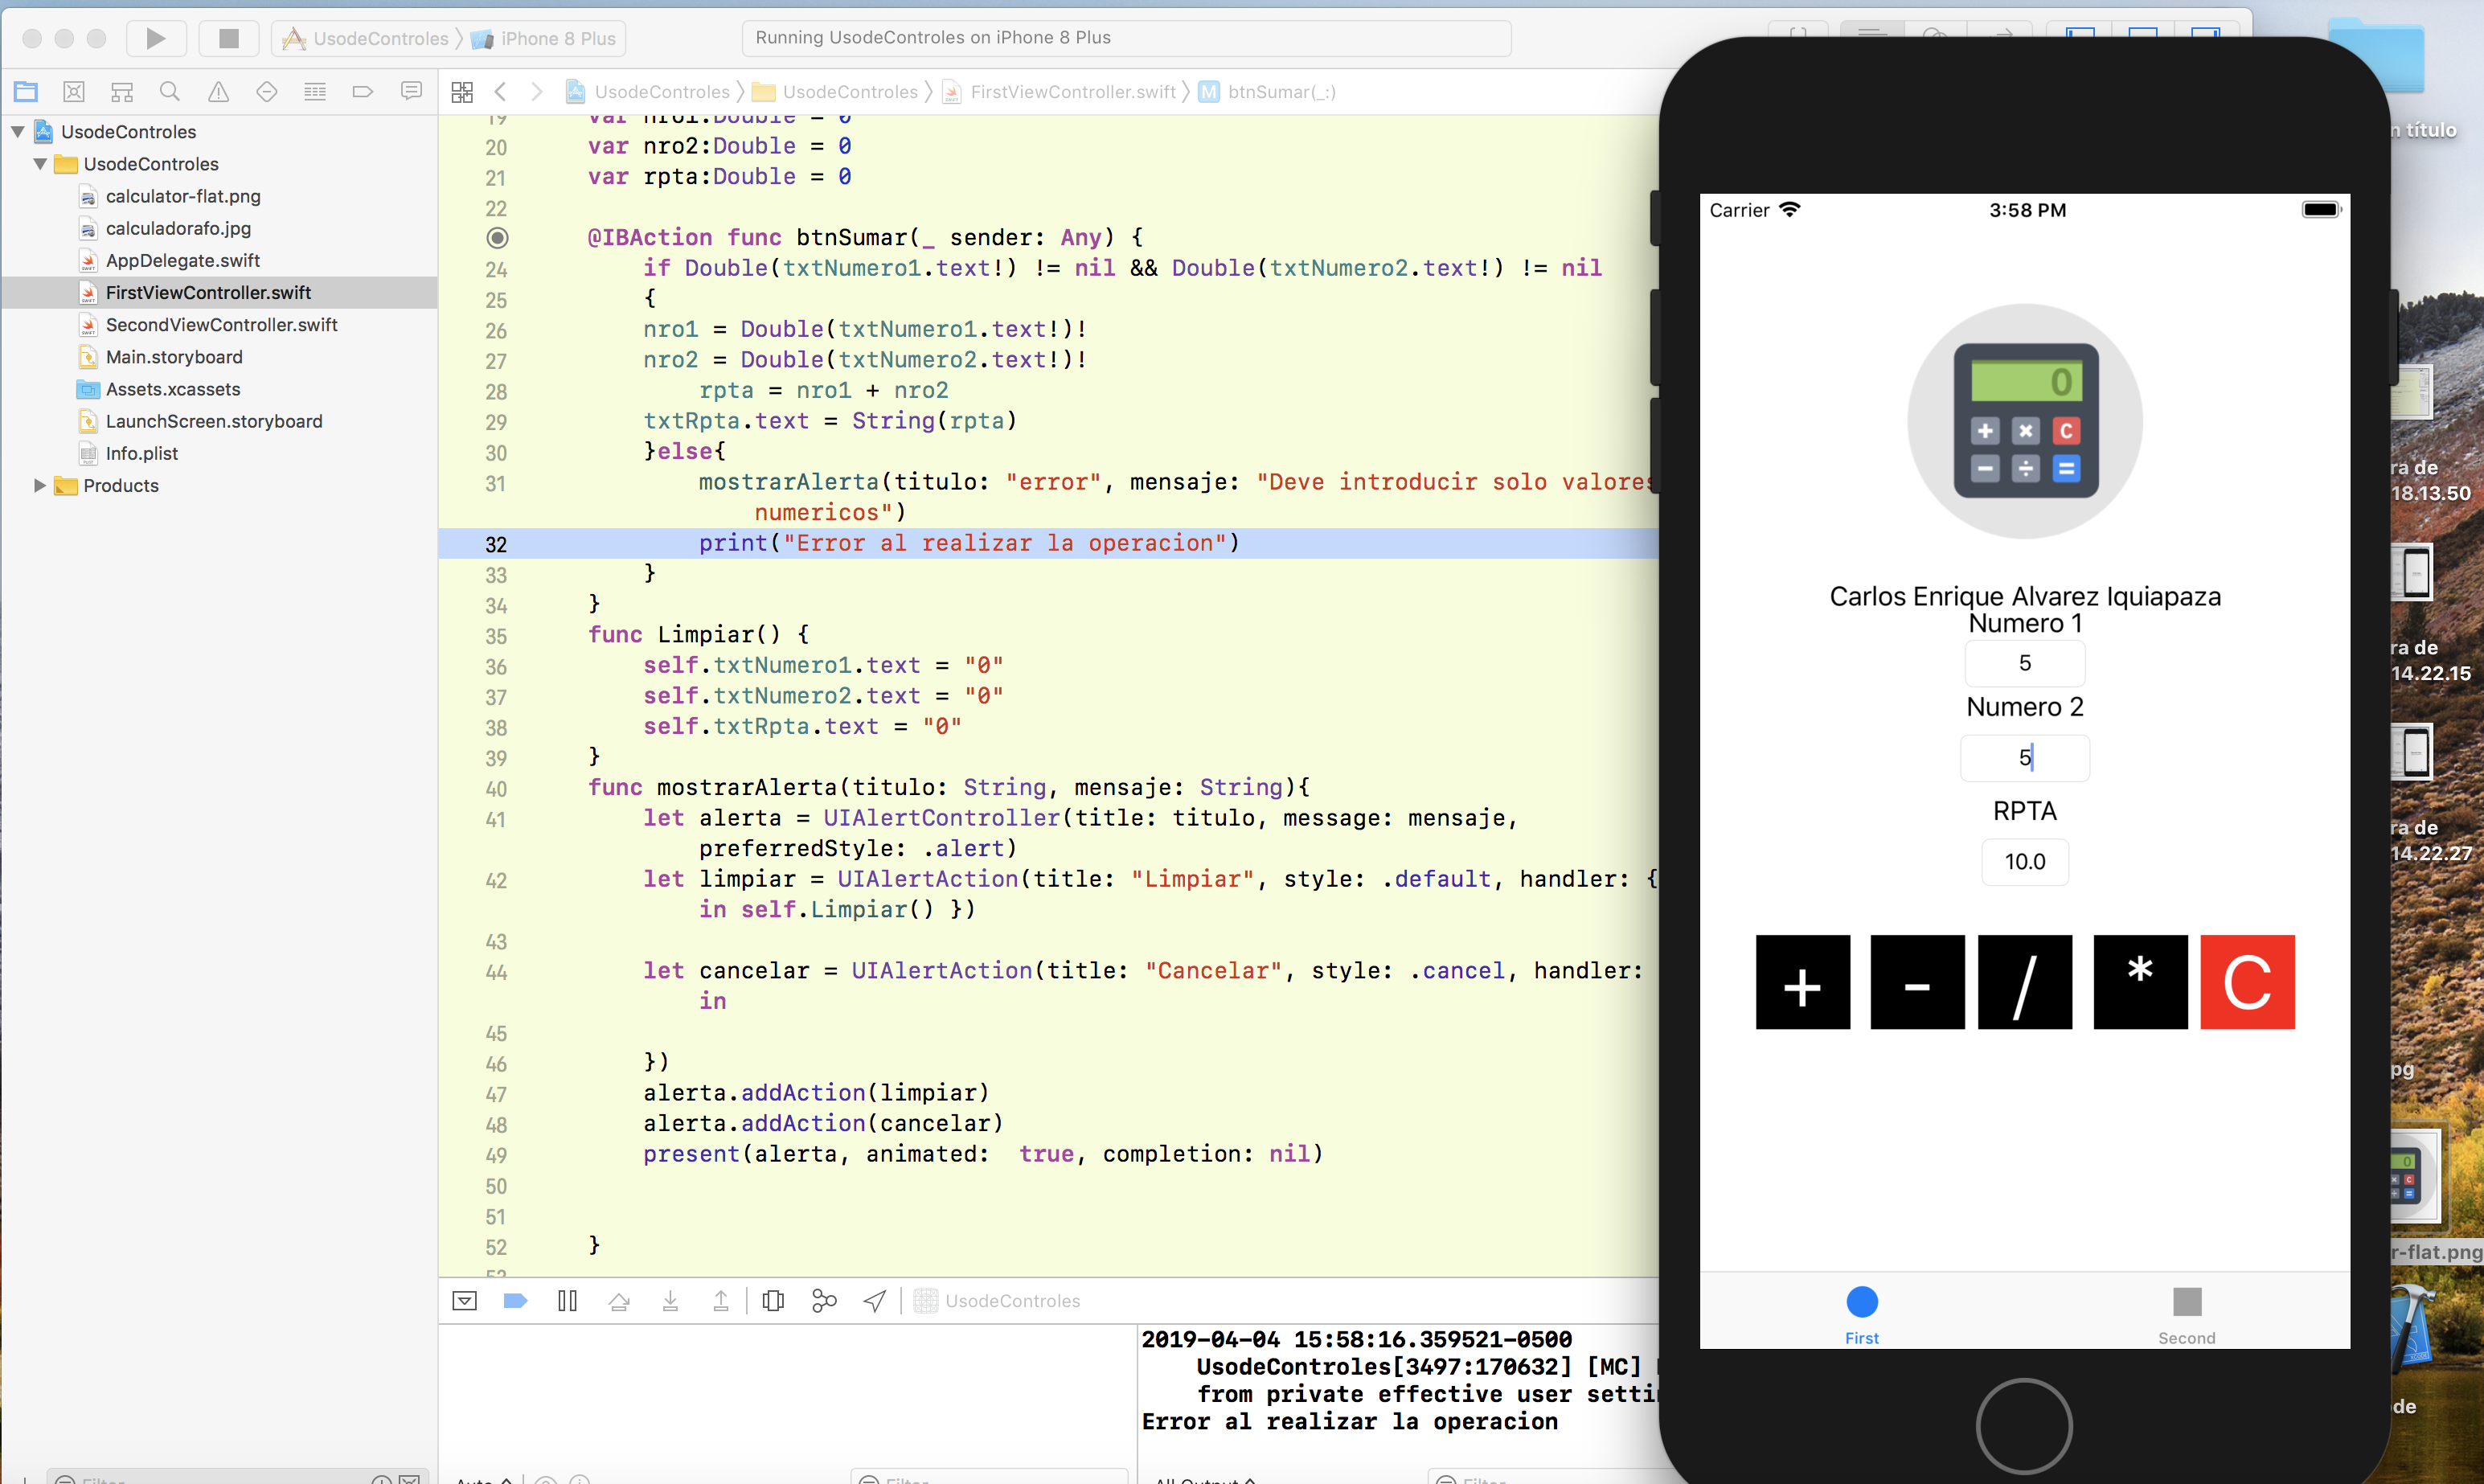 UsodeControles
iPhone 8 Plus
Running UsodeControles on iPhone 8 Plus
UsodeControles
UsodeControles
FirstViewController.swift
M
btnSumar(_:)
UsodeControles
UsodeControles
calculator-flat.png
calculadorafo.jpg
AppDelegate.swift
FirstViewController.swift
SecondViewController.swift
Main.storyboard
Assets.xcassets
LaunchScreen.storyboard
Info.plist
Products
19 var nro1:Double = 0
20 var nro2:Double = 0
21 var rpta:Double = 0
22
@IBAction func btnSumar(_ sender: Any) {
24 if Double(txtNumero1.text!) != nil && Double(txtNumero2.text!) != nil
25 {
26 nro1 = Double(txtNumero1.text!)!
27 nro2 = Double(txtNumero2.text!)!
28 rpta = nro1 + nro2
29 txtRpta.text = String(rpta)
30 }else{
31 mostrarAlerta(titulo: "error", mensaje: "Deve introducir solo valores
numericos")
32 print("Error al realizar la operacion")
33 }
34 }
35 func Limpiar() {
36 self.txtNumero1.text = "0"
37 self.txtNumero2.text = "0"
38 self.txtRpta.text = "0"
39 }
40 func mostrarAlerta(titulo: String, mensaje: String){
41 let alerta = UIAlertController(title: titulo, message: mensaje,
preferredStyle: .alert)
42 let limpiar = UIAlertAction(title: "Limpiar", style: .default, handler: {
in self.Limpiar() })
43
44 let cancelar = UIAlertAction(title: "Cancelar", style: .cancel, handler:
in
45
46 })
47 alerta.addAction(limpiar)
48 alerta.addAction(cancelar)
49 present(alerta, animated:  true, completion: nil)
50
51
52 }
UsodeControles
2019-04-04 15:58:16.359521-0500
UsodeControles[3497:170632] [MC]
from private effective user
Error al realizar la operacion
Carrier
3:58 PM
0
+ × C
− ÷ =
Carlos Enrique Alvarez Iquiapaza
Numero 1
5
Numero 2
5
RPTA
10.0
+ - / * C
First
Second
título
ra de
18.13.50
ra de
14.22.15
ra de
14.22.27
pg
r-flat.png